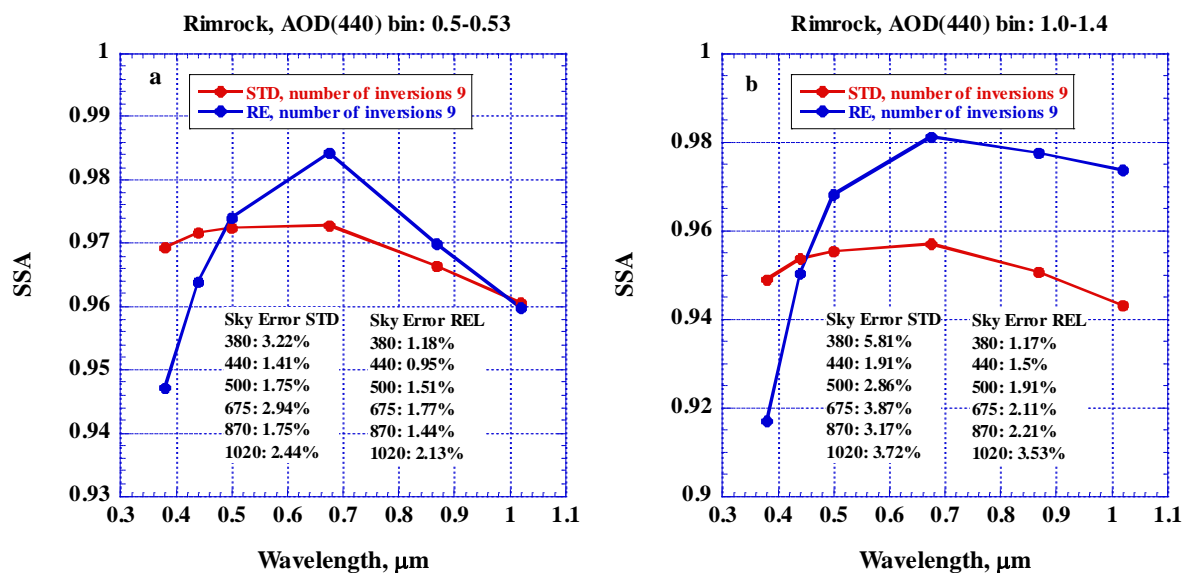 Rimrock, AOD(440) bin: 0.5-0.53
a
STD, number of inversions 9
RE, number of inversions 9
SSA
1
0.99
0.98
0.97
0.96
0.95
0.94
0.93
Sky Error STD
380: 3.22%
440: 1.41%
500: 1.75%
675: 2.94%
870: 1.75%
1020: 2.44%
Sky Error REL
380: 1.18%
440: 0.95%
500: 1.51%
675: 1.77%
870: 1.44%
1020: 2.13%
0.3 0.4 0.5 0.6 0.7 0.8 0.9 1 1.1
Wavelength, µm
Rimrock, AOD(440) bin: 1.0-1.4
b
STD, number of inversions 9
RE, number of inversions 9
SSA
1
0.98
0.96
0.94
0.92
0.9
Sky Error STD
380: 5.81%
440: 1.91%
500: 2.86%
675: 3.87%
870: 3.17%
1020: 3.72%
Sky Error REL
380: 1.17%
440: 1.5%
500: 1.91%
675: 2.11%
870: 2.21%
1020: 3.53%
0.3 0.4 0.5 0.6 0.7 0.8 0.9 1 1.1
Wavelength, µm